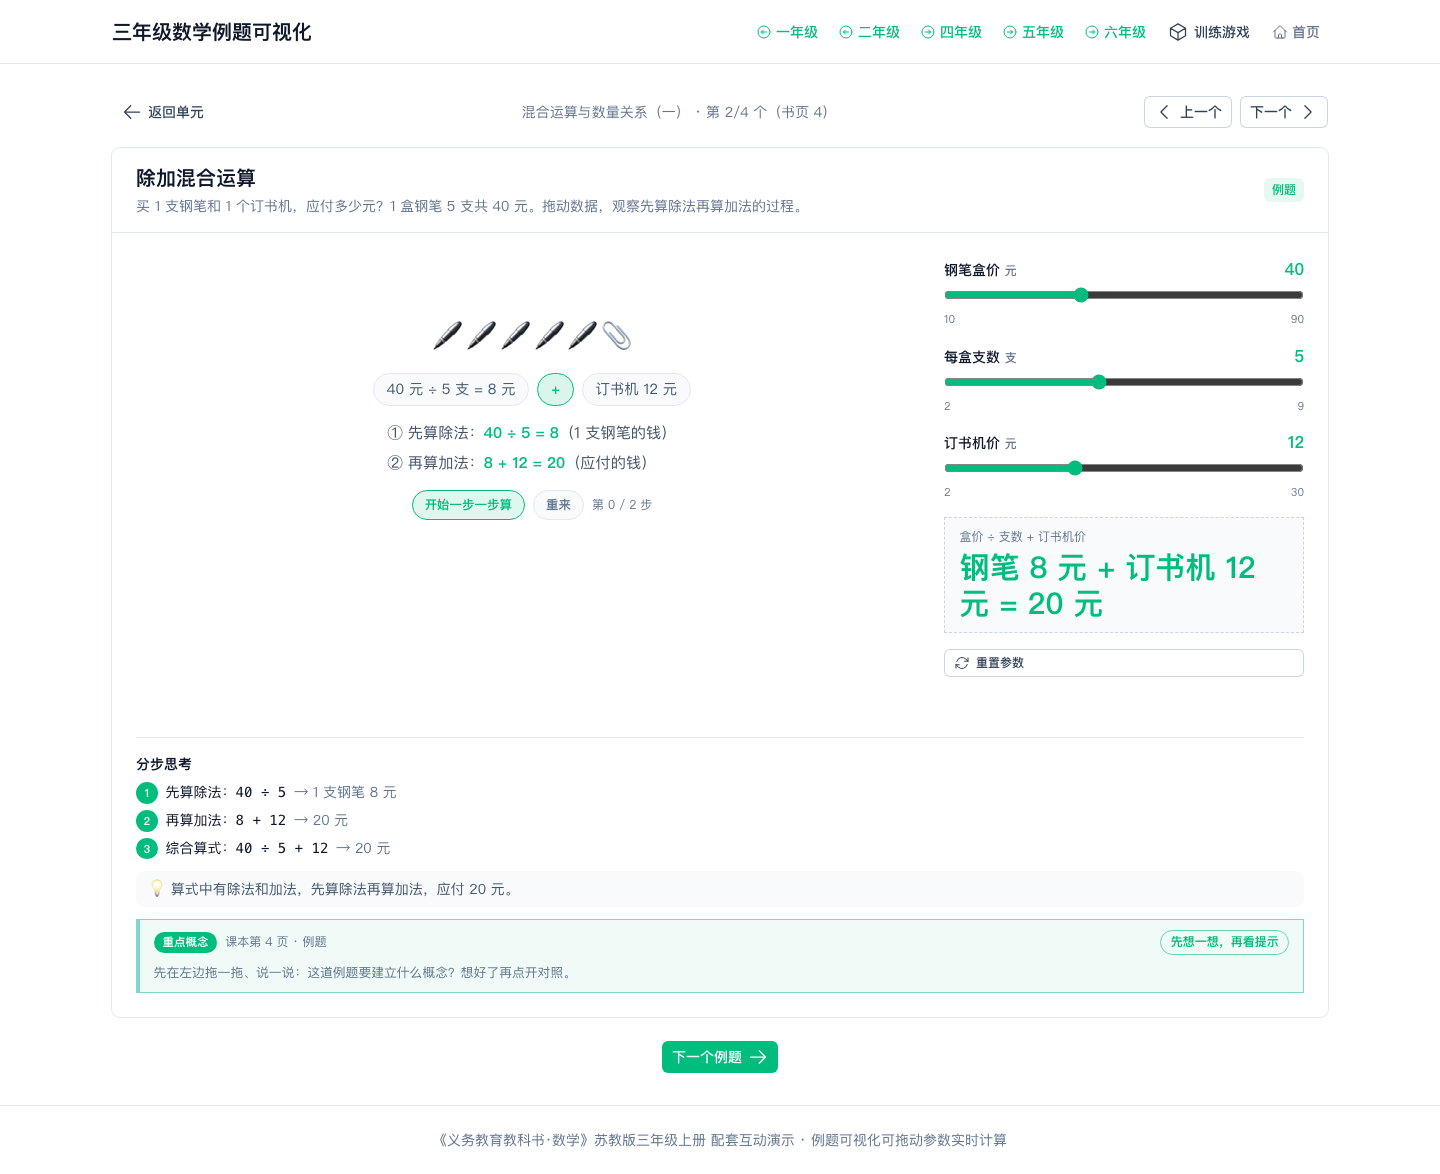 三年级数学例题可视化
一年级 二年级 四年级 五年级 六年级 训练游戏 首页
返回单元
混合运算与数量关系（一） · 第 2/4 个（书页 4）
上一个 下一个
除加混合运算
买 1 支钢笔和 1 个订书机，应付多少元？1 盒钢笔 5 支共 40 元。拖动数据，观察先算除法再算加法的过程。
例题
40 元 ÷ 5 支 = 8 元 + 订书机 12 元
① 先算除法：40 ÷ 5 = 8（1 支钢笔的钱）
② 再算加法：8 + 12 = 20（应付的钱）
开始一步一步算 重来 第 0 / 2 步
钢笔盒价 元 40
10 90
每盒支数 支 5
2 9
订书机价 元 12
2 30
盒价 ÷ 支数 + 订书机价
钢笔 8 元 + 订书机 12
元 = 20 元
重置参数
分步思考
1 先算除法：40 ÷ 5 → 1 支钢笔 8 元
2 再算加法：8 + 12 → 20 元
3 综合算式：40 ÷ 5 + 12 → 20 元
算式中有除法和加法，先算除法再算加法，应付 20 元。
重点概念 课本第 4 页 · 例题
先想一想，再看提示
先在左边拖一拖、说一说：这道例题要建立什么概念？想好了再点开对照。
下一个例题
《义务教育教科书·数学》苏教版三年级上册 配套互动演示 · 例题可视化可拖动参数实时计算